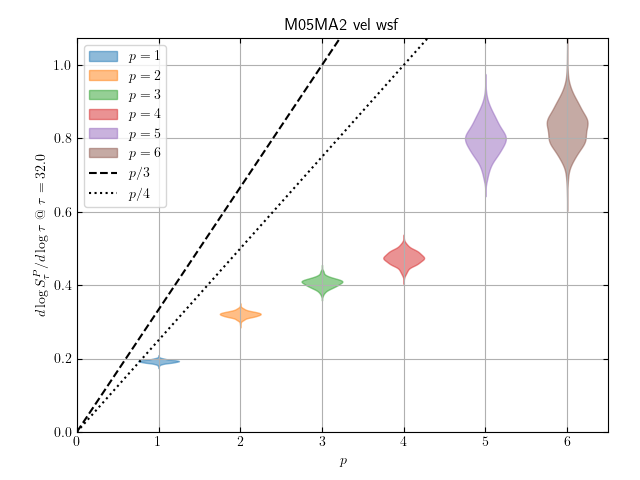 M05MA2 vel wsf
d log S_τ^P / d log τ @ τ = 32.0
1.0
0.8
0.6
0.4
0.2
0.0
p = 1
p = 2
p = 3
p = 4
p = 5
p = 6
p/3
p/4
0 1 2 3 4 5 6
p